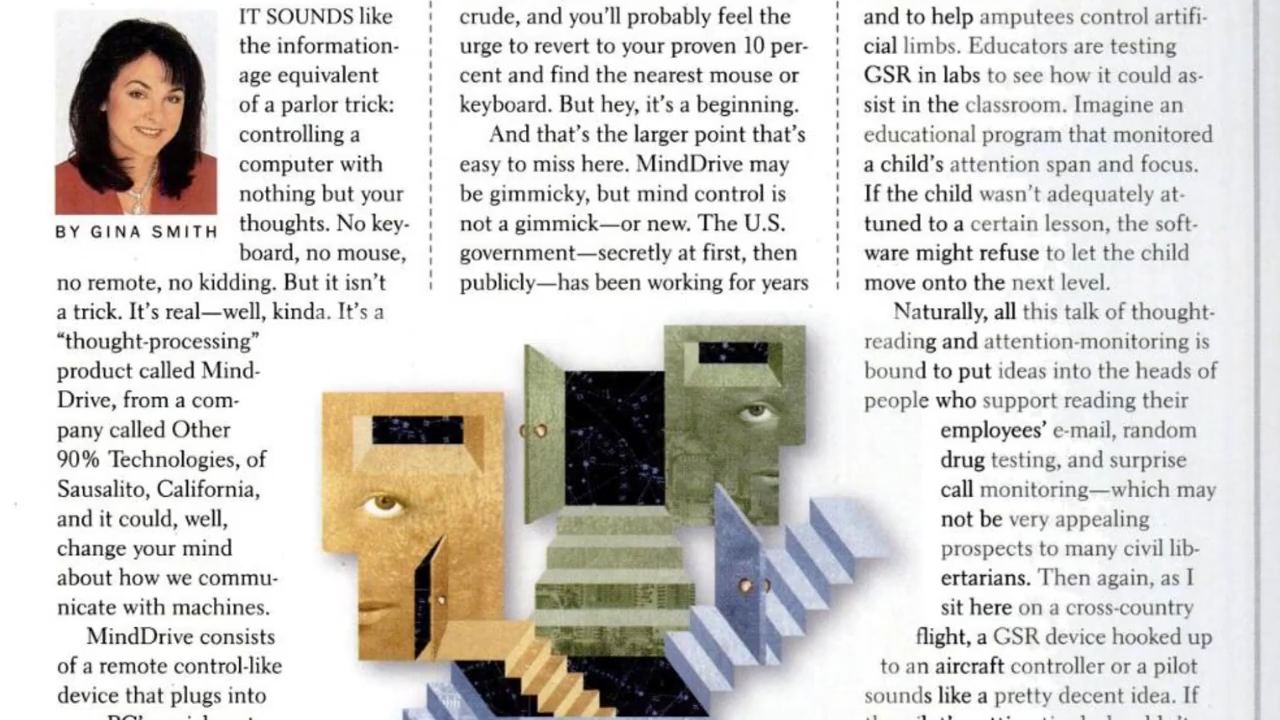 IT SOUNDS like
the information-
age equivalent
of a parlor trick:
controlling a
computer with
nothing but your
thoughts. No key-
board, no mouse,
BY GINA SMITH
no remote, no kidding. But it isn't
a trick. It's real—well, kinda. It's a
“thought-processing”
product called Mind-
Drive, from a com-
pany called Other
90% Technologies, of
Sausalito, California,
and it could, well,
change your mind
about how we commu-
nicate with machines.
MindDrive consists
of a remote control-like
device that plugs into
crude, and you'll probably feel the
urge to revert to your proven 10 per-
cent and find the nearest mouse or
keyboard. But hey, it's a beginning.
And that's the larger point that's
easy to miss here. MindDrive may
be gimmicky, but mind control is
not a gimmick—or new. The U.S.
government—secretly at first, then
publicly—has been working for years
and to help amputees control artifi-
cial limbs. Educators are testing
GSR in labs to see how it could as-
sist in the classroom. Imagine an
educational program that monitored
a child's attention span and focus.
If the child wasn't adequately at-
tuned to a certain lesson, the soft-
ware might refuse to let the child
move onto the next level.
Naturally, all this talk of thought-
reading and attention-monitoring is
bound to put ideas into the heads of
people who support reading their
employees' e-mail, random
drug testing, and surprise
call monitoring—which may
not be very appealing
prospects to many civil lib-
ertarians. Then again, as I
sit here on a cross-country
flight, a GSR device hooked up
to an aircraft controller or a pilot
sounds like a pretty decent idea. If